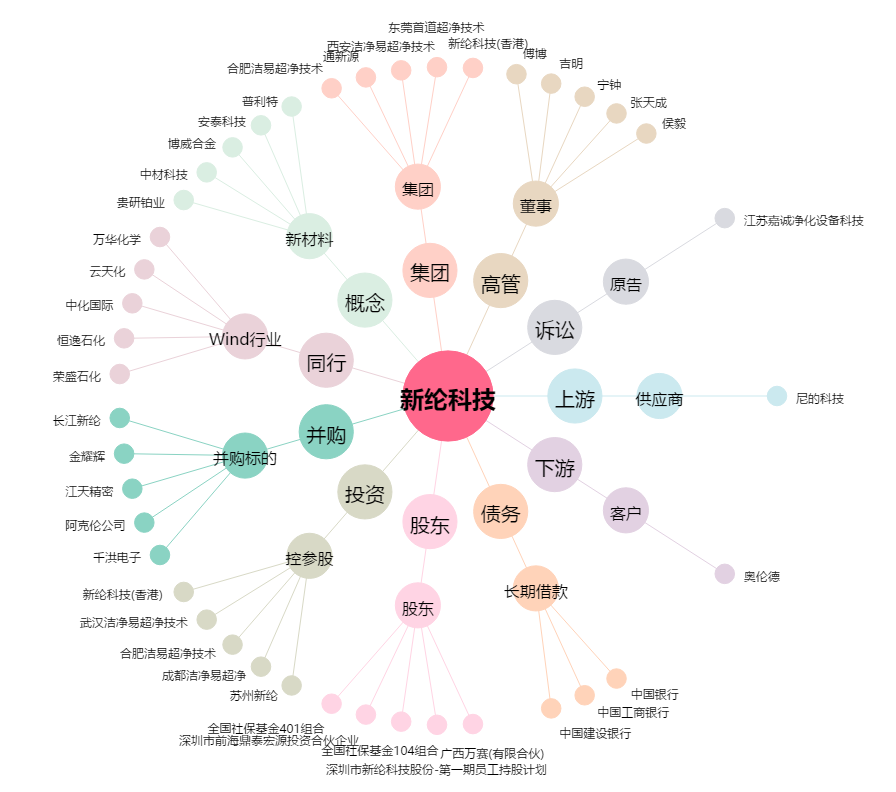 东莞首道超净技术
西安洁净易超净技术
新纶科技(香港)
通新源
合肥洁易超净技术
傅博
吉明
宁钟
张天成
侯毅
普利特
安泰科技
博威合金
中材科技
贵研铂业
集团
董事
新材料
江苏嘉诚净化设备科技
万华化学
云天化
中化国际
恒逸石化
荣盛石化
集团
高管
原告
概念
诉讼
Wind行业
同行
新纶科技
上游
供应商
尼的科技
长江新纶
金耀辉
江天精密
阿克伦公司
千洪电子
并购
并购标的
下游
投资
债务
客户
股东
控参股
奥伦德
长期借款
股东
新纶科技(香港)
武汉洁净易超净技术
合肥洁易超净技术
成都洁净易超净
苏州新纶
中国银行
中国工商银行
中国建设银行
全国社保基金401组合
深圳市前海鼎泰宏源投资合伙企业
全国社保基金104组合
广西万赛(有限合伙)
深圳市新纶科技股份-第一期员工持股计划